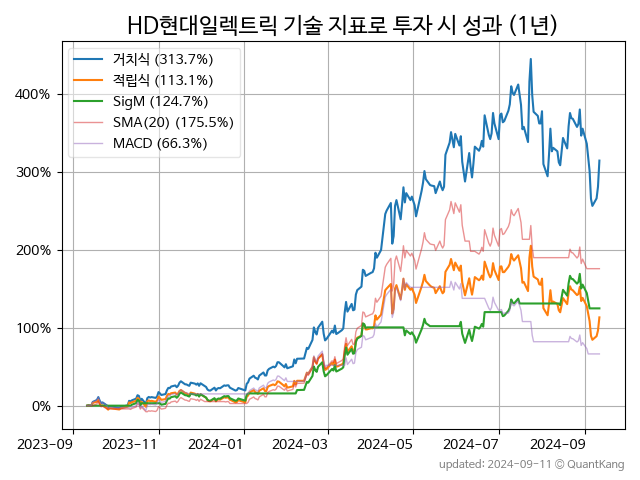 HD현대일렉트릭 기술 지표로 투자 시 성과 (1년)
거치식 (313.7%)
적립식 (113.1%)
SigM (124.7%)
SMA(20) (175.5%)
MACD (66.3%)
400%
300%
200%
100%
0%
2023-09
2023-11
2024-01
2024-03
2024-05
2024-07
2024-09
updated: 2024-09-11 © QuantKang